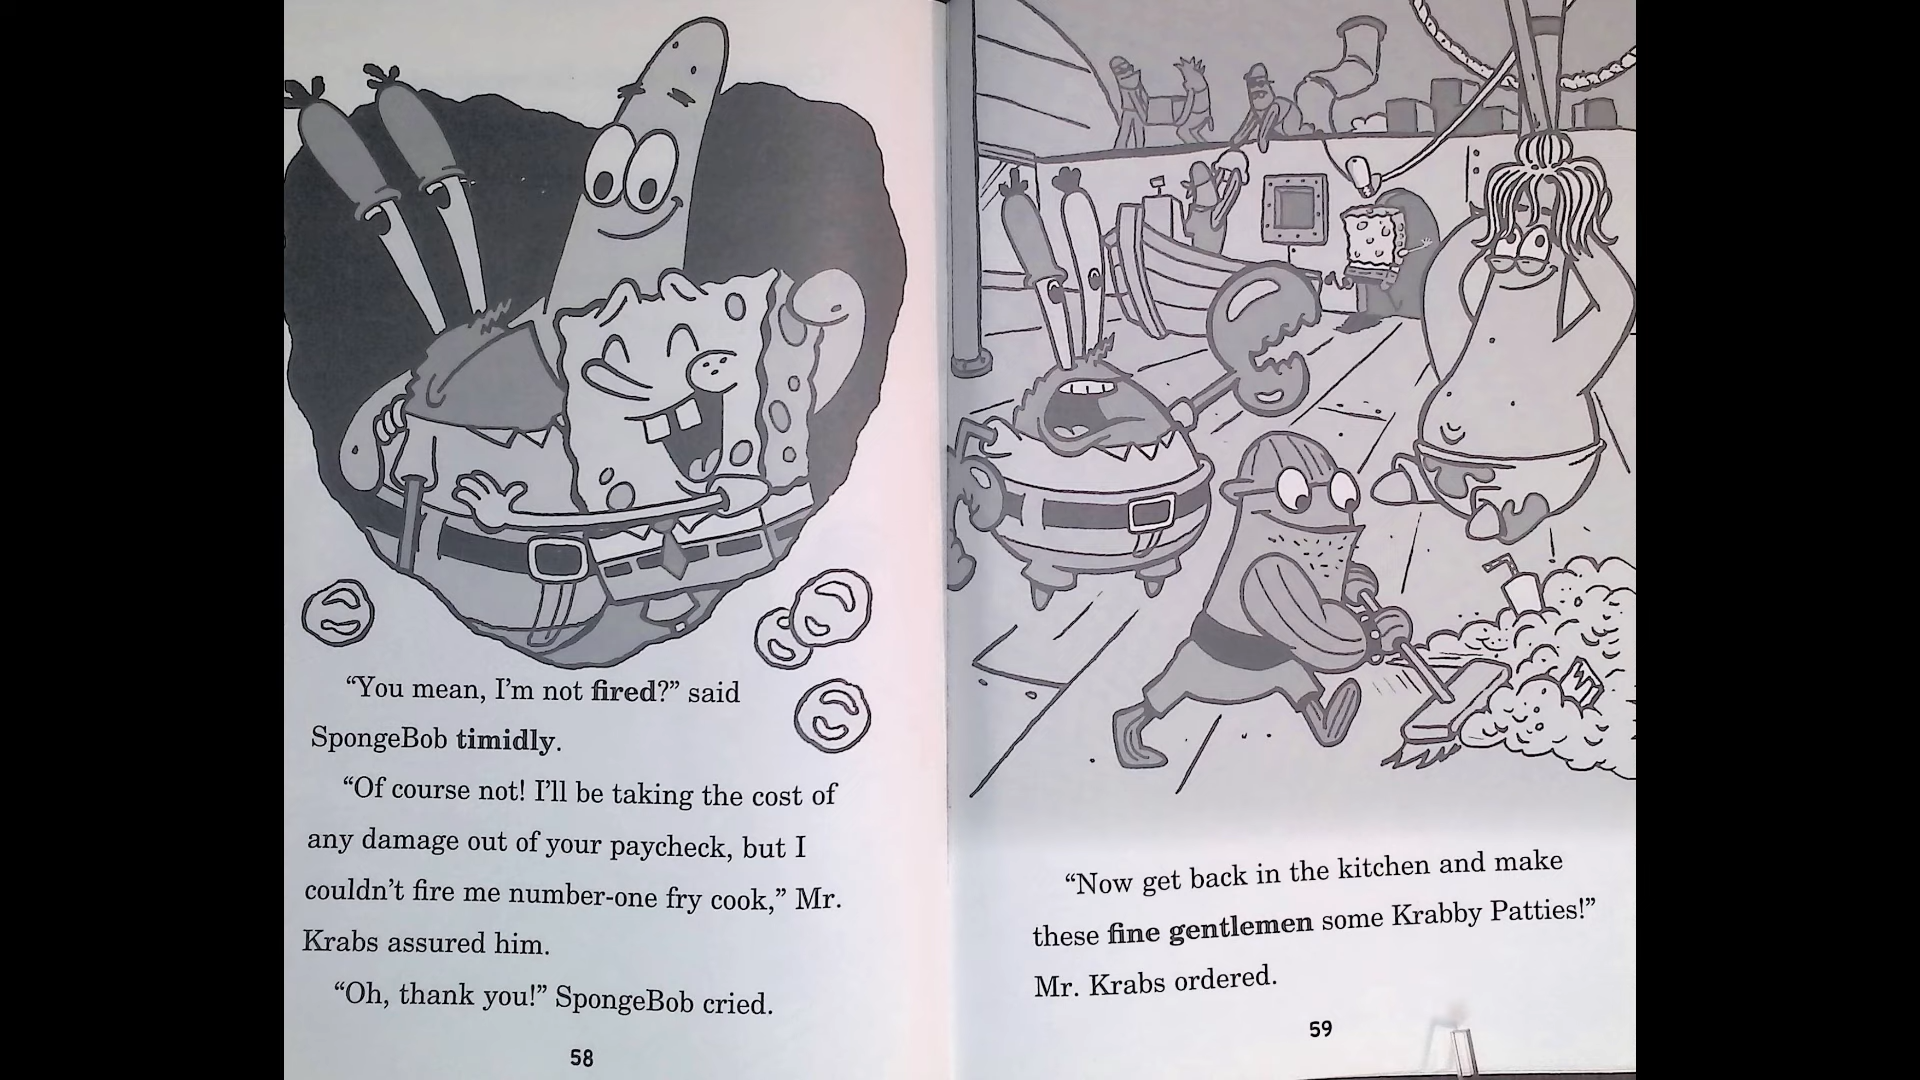 “You mean, I’m not fired?” said
SpongeBob timidly.
“Of course not! I’ll be taking the cost of
any damage out of your paycheck, but I
couldn’t fire me number-one fry cook,” Mr.
Krabs assured him.
“Oh, thank you!” SpongeBob cried.
58
“Now get back in the kitchen and make
these fine gentlemen some Krabby Patties!”
Mr. Krabs ordered.
59